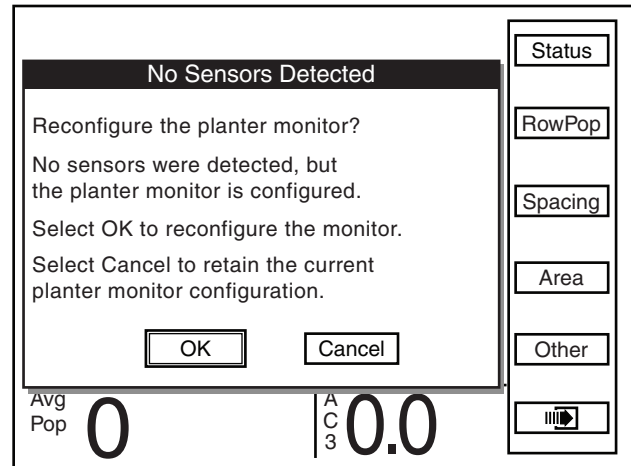 No Sensors Detected
Reconfigure the planter monitor?
No sensors were detected, but
the planter monitor is configured.
Select OK to reconfigure the monitor.
Select Cancel to retain the current
planter monitor configuration.
OK
Cancel
Avg
Pop
0
A
C
3
0.0
Status
RowPop
Spacing
Area
Other